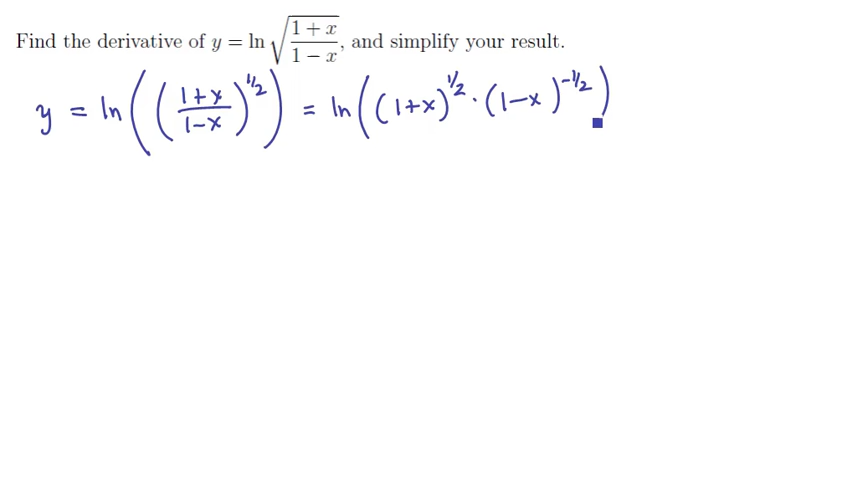 Find the derivative of y = ln √((1 + x)/(1 − x)), and simplify your result.
y = ln(((1+x)/(1−x))^(1/2)) = ln((1+x)^(1/2) · (1−x)^(−1/2))